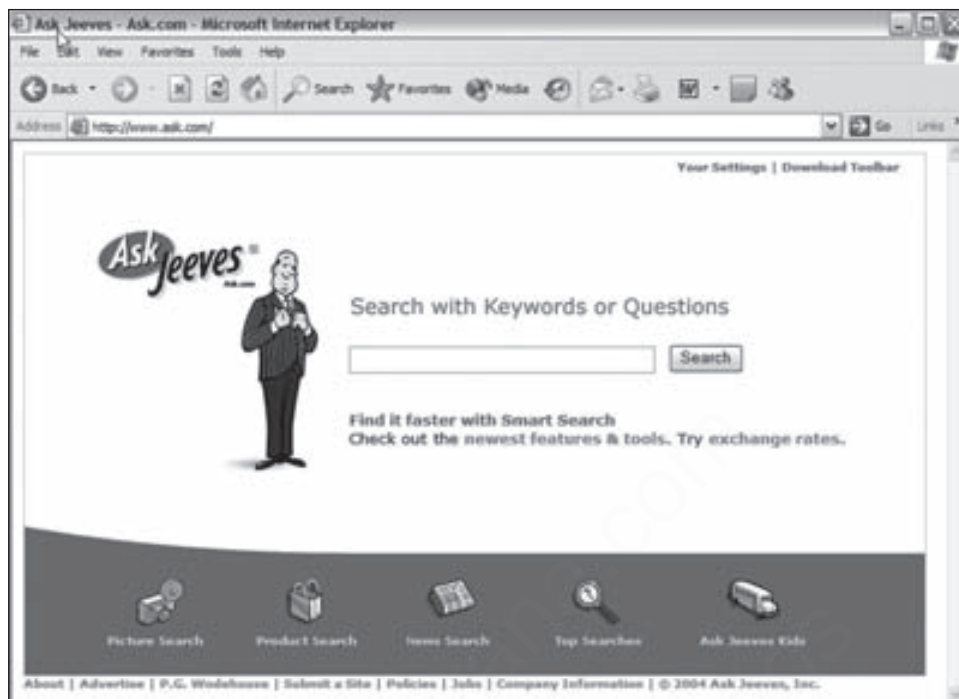 Ask Jeeves - Ask.com - Microsoft Internet Explorer
File Edit View Favorites Tools Help
Back Search Favorites Media
Address http://www.ask.com/ Go Links
Your Settings | Download Toolbar
Ask Jeeves®
Ask.com
Search with Keywords or Questions
Search
Find it faster with Smart Search
Check out the newest features & tools. Try exchange rates.
Picture Search Product Search News Search Top Searches Ask Jeeves Kids
About | Advertise | P.G. Wodehouse | Submit a Site | Policies | Jobs | Company Information | © 2004 Ask Jeeves, Inc.